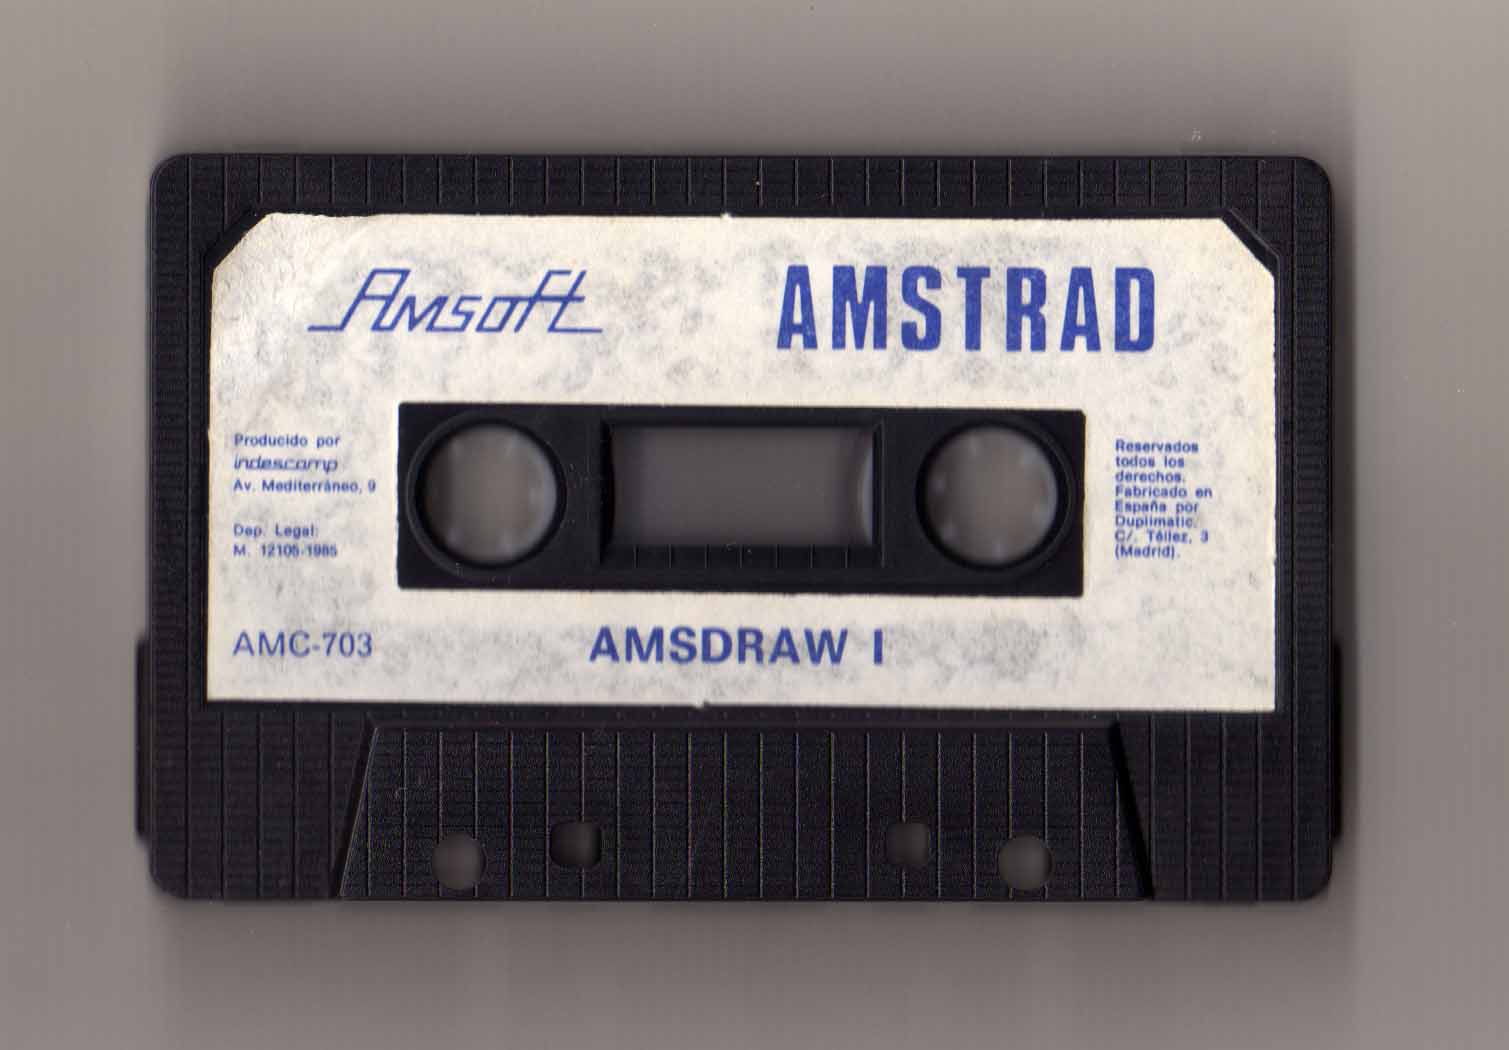 Amsoft
AMSTRAD
Producido por
indescomp
Av. Mediterráneo, 9
Dep. Legal:
M. 12105-1985
Reservados
todos los
derechos.
Fabricado en
España por
Duplimatic.
C/. Téllez, 3
(Madrid).
AMC-703
AMSDRAW I